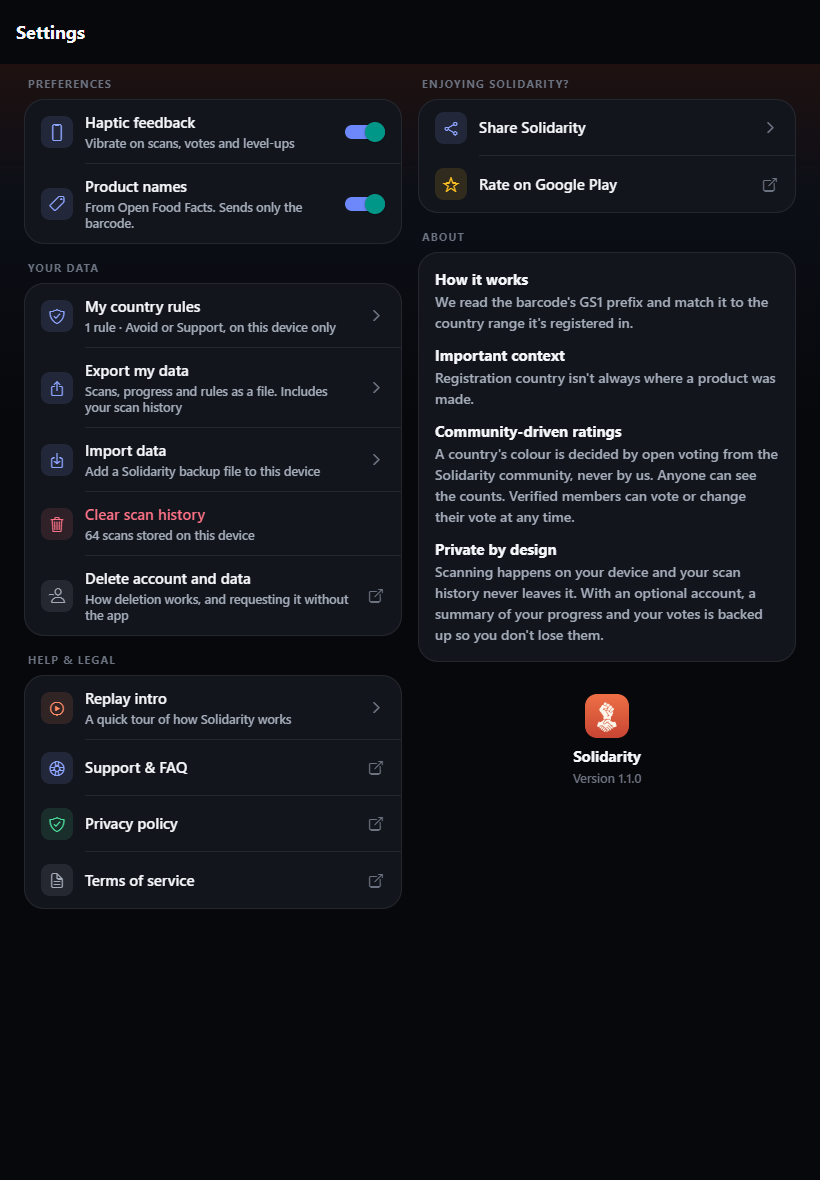 Settings
PREFERENCES
Haptic feedback
Vibrate on scans, votes and level-ups
Product names
From Open Food Facts. Sends only the
barcode.
YOUR DATA
My country rules
1 rule · Avoid or Support, on this device only
Export my data
Scans, progress and rules as a file. Includes
your scan history
Import data
Add a Solidarity backup file to this device
Clear scan history
64 scans stored on this device
Delete account and data
How deletion works, and requesting it without
the app
HELP & LEGAL
Replay intro
A quick tour of how Solidarity works
Support & FAQ
Privacy policy
Terms of service
ENJOYING SOLIDARITY?
Share Solidarity
Rate on Google Play
ABOUT
How it works
We read the barcode's GS1 prefix and match it to the
country range it's registered in.
Important context
Registration country isn't always where a product was
made.
Community-driven ratings
A country's colour is decided by open voting from the
Solidarity community, never by us. Anyone can see
the counts. Verified members can vote or change
their vote at any time.
Private by design
Scanning happens on your device and your scan
history never leaves it. With an optional account, a
summary of your progress and your votes is backed
up so you don't lose them.
Solidarity
Version 1.1.0